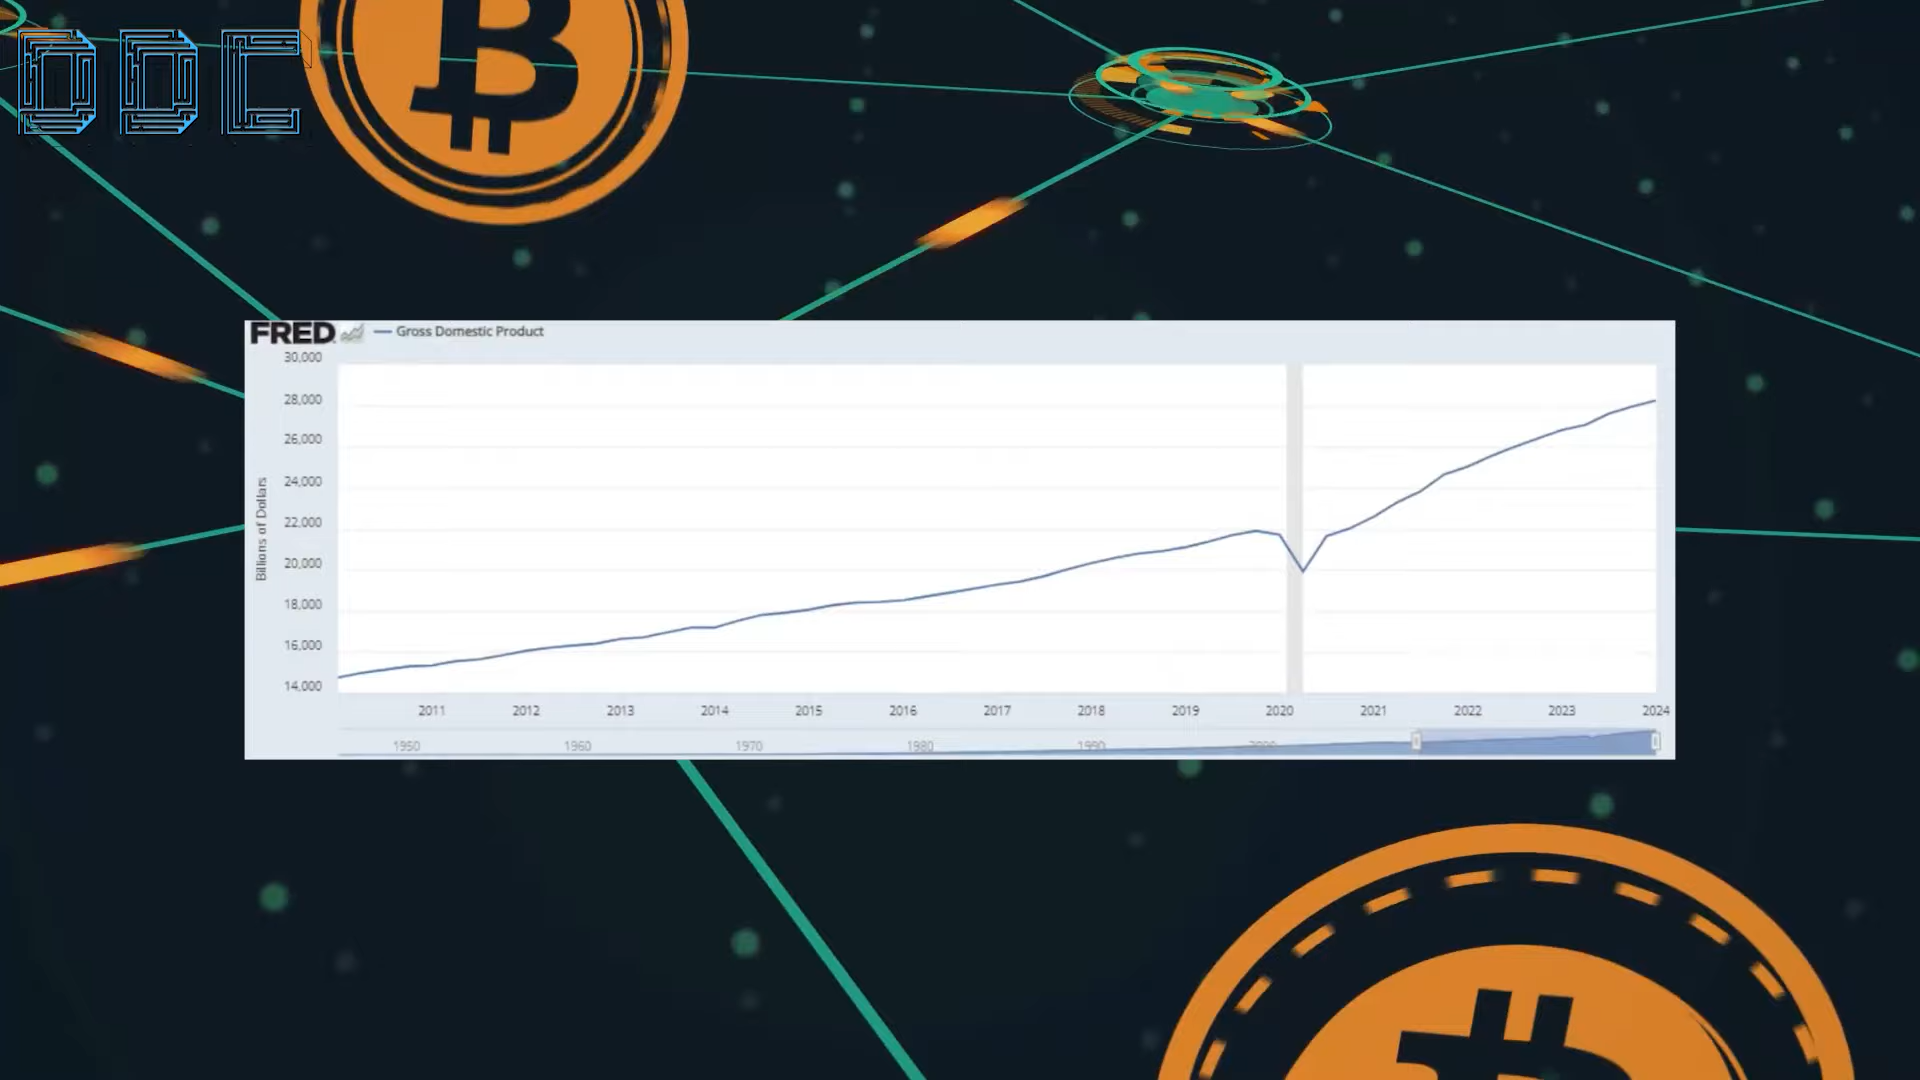 DDC
FRED — Gross Domestic Product
30,000
28,000
26,000
24,000
22,000
20,000
18,000
16,000
14,000
Billions of Dollars
2011 2012 2013 2014 2015 2016 2017 2018 2019 2020 2021 2022 2023 2024
1950 1960 1970 1980 1990 2000